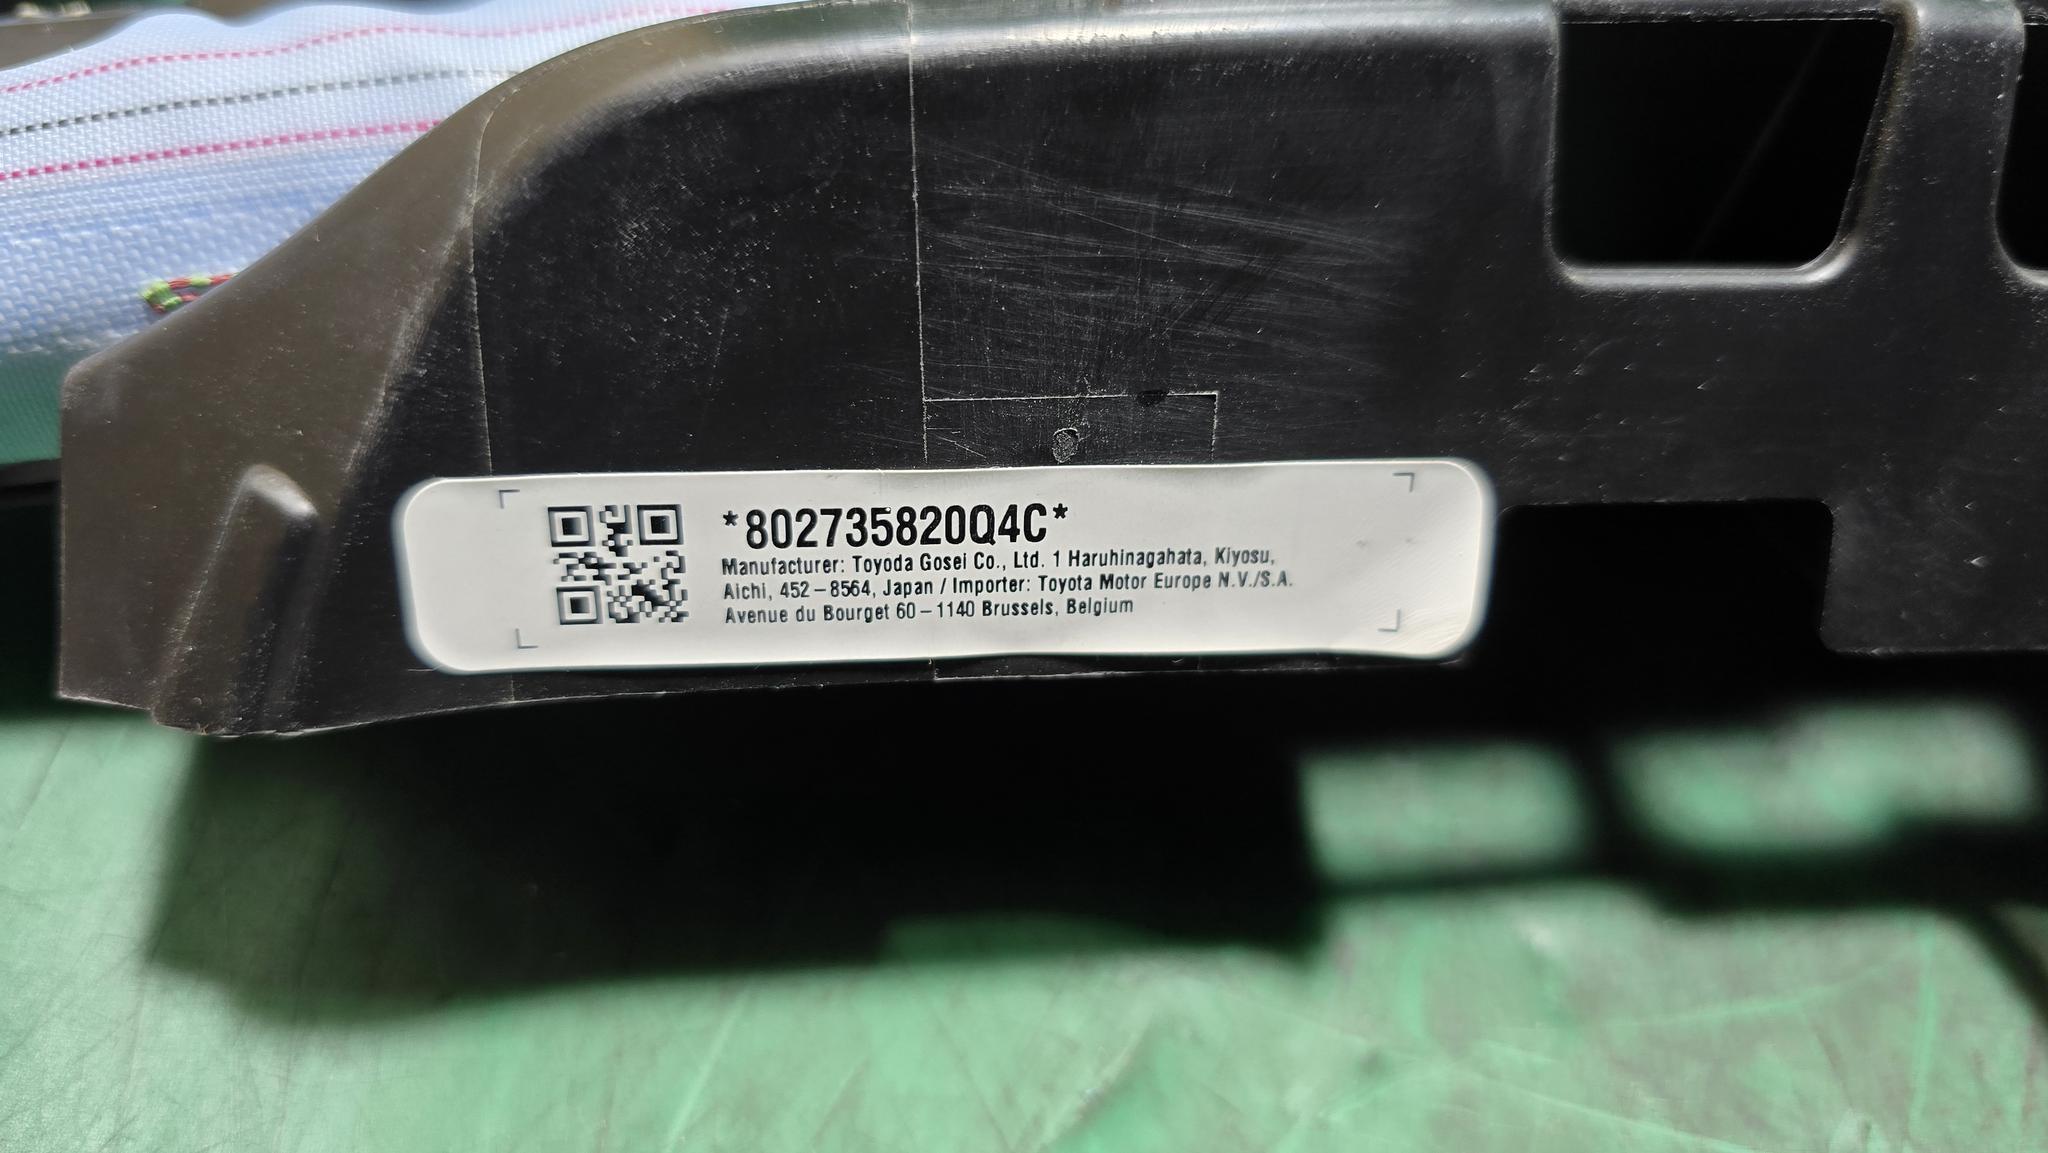 *802735820Q4C*
Manufacturer: Toyoda Gosei Co., Ltd. 1 Haruhinagahata, Kiyosu,
Aichi, 452-8564, Japan / Importer: Toyota Motor Europe N.V./S.A.
Avenue du Bourget 60-1140 Brussels, Belgium